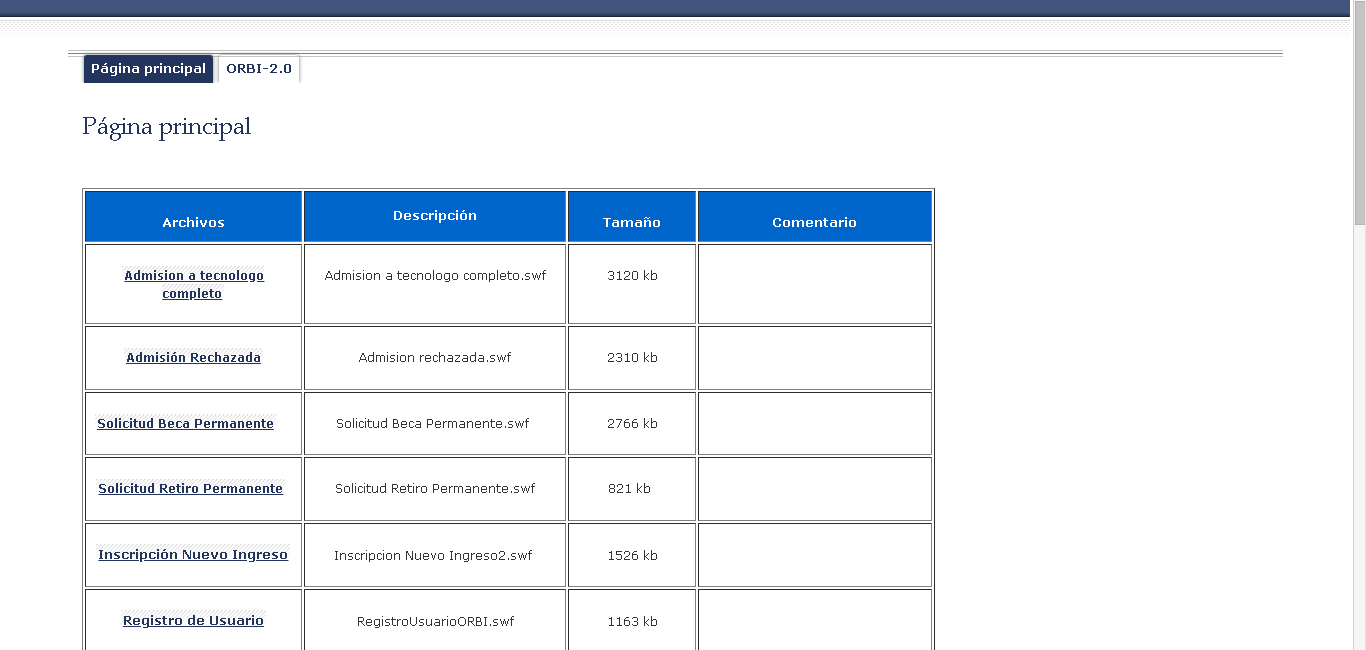 Página principal ORBI-2.0
Página principal
Archivos Descripción Tamaño Comentario
Admision a tecnologo completo.swf 3120 kb
Admision a tecnologo
completo
Admisión Rechazada Admision rechazada.swf 2310 kb
Solicitud Beca Permanente Solicitud Beca Permanente.swf 2766 kb
Solicitud Retiro Permanente Solicitud Retiro Permanente.swf 821 kb
Inscripción Nuevo Ingreso Inscripcion Nuevo Ingreso2.swf 1526 kb
Registro de Usuario RegistroUsuarioORBI.swf 1163 kb